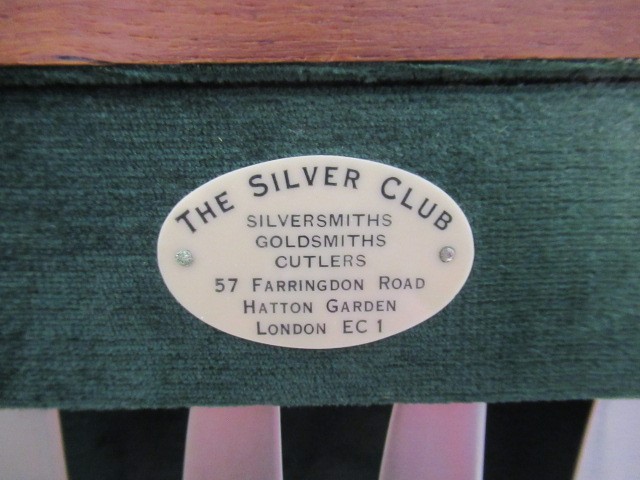 THE SILVER CLUB
SILVERSMITHS
GOLDSMITHS
CUTLERS
57 FARRINGDON ROAD
HATTON GARDEN
LONDON EC1